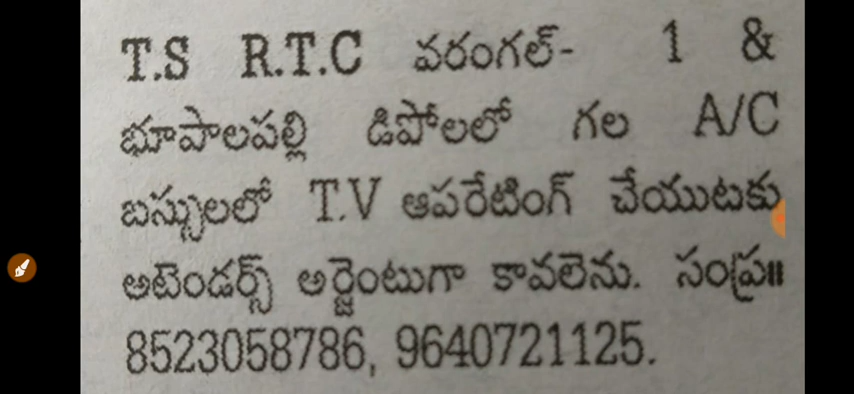 T.S R.T.C వరంగల్- 1 &
భూపాలపల్లి డిపోలలో గల A/C
బస్సులలో T.V ఆపరేటింగ్ చేయుటకు
అటెండర్స్ అర్జెంటుగా కావలెను. సంప్ర॥
8523058786, 9640721125.